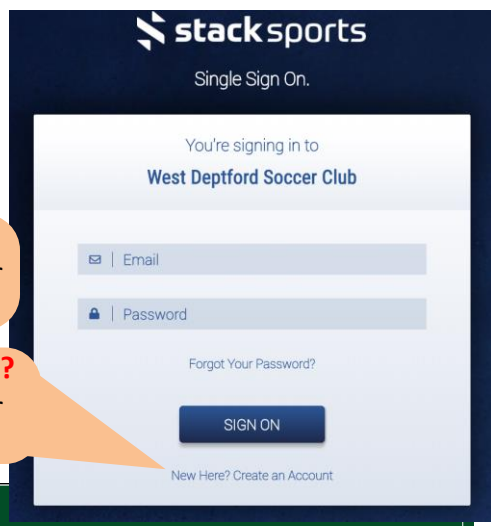 stacksports
Single Sign On.
You're signing in to
West Deptford Soccer Club
Email
Password
?
Forgot Your Password?
SIGN ON
New Here? Create an Account